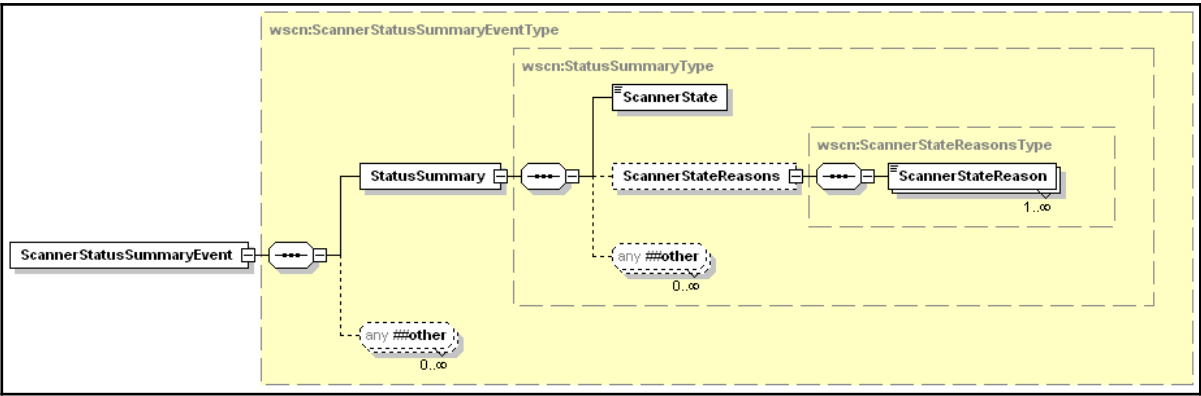 wscn:ScannerStatusSummaryEventType
wscn:StatusSummaryType
ScannerState
wscn:ScannerStateReasonsType
StatusSummary
ScannerStateReasons
ScannerStateReason
1..∞
ScannerStatusSummaryEvent
any ##other
0..∞
any ##other
0..∞